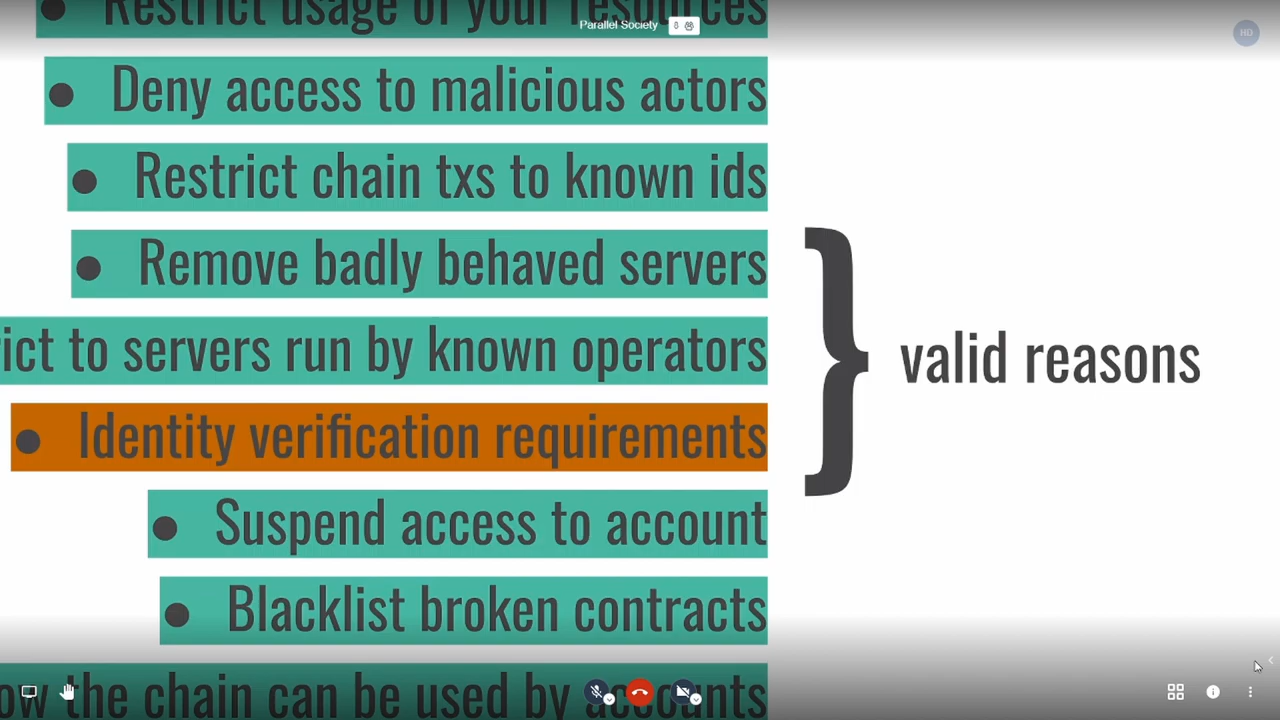 Restrict usage of your resources
Parallel Society 8
HD
• Deny access to malicious actors
• Restrict chain txs to known ids
• Remove badly behaved servers
ict to servers run by known operators
• Identity verification requirements
• Suspend access to account
• Blacklist broken contracts
ow the chain can be used by accounts
valid reasons